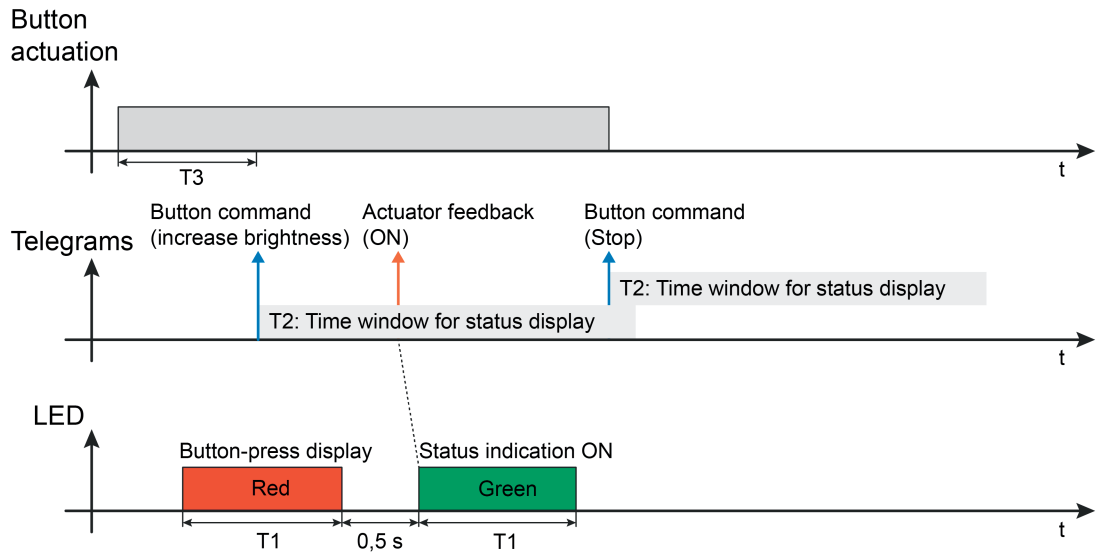 Button
actuation
t
T3
Button command
(increase brightness)
Actuator feedback
(ON)
Button command
(Stop)
Telegrams
T2: Time window for status display
T2: Time window for status display
t
LED
Button-press display
Status indication ON
Red
Green
T1
0,5 s
T1
t